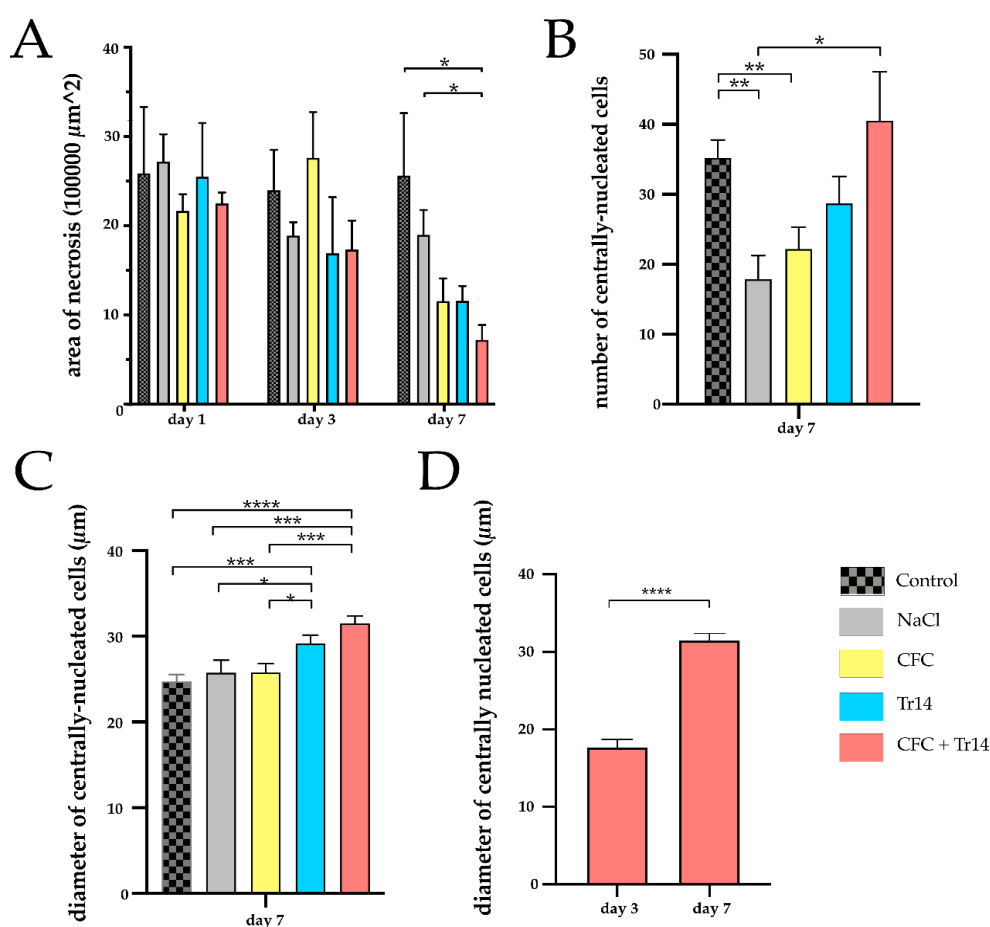 A
area of necrosis (100000 μm^2)
40
30
20
10
0
*
*
day 1
day 3
day 7
B
number of centrally-nucleated cells
50
40
30
20
10
0
*
**
**
day 7
C
diameter of centrally-nucleated cells (μm)
40
30
20
10
0
****
***
***
***
*
*
day 7
D
diameter of centrally nucleated cells (μm)
40
30
20
10
0
****
day 3
day 7
Control
NaCl
CFC
Tr14
CFC + Tr14